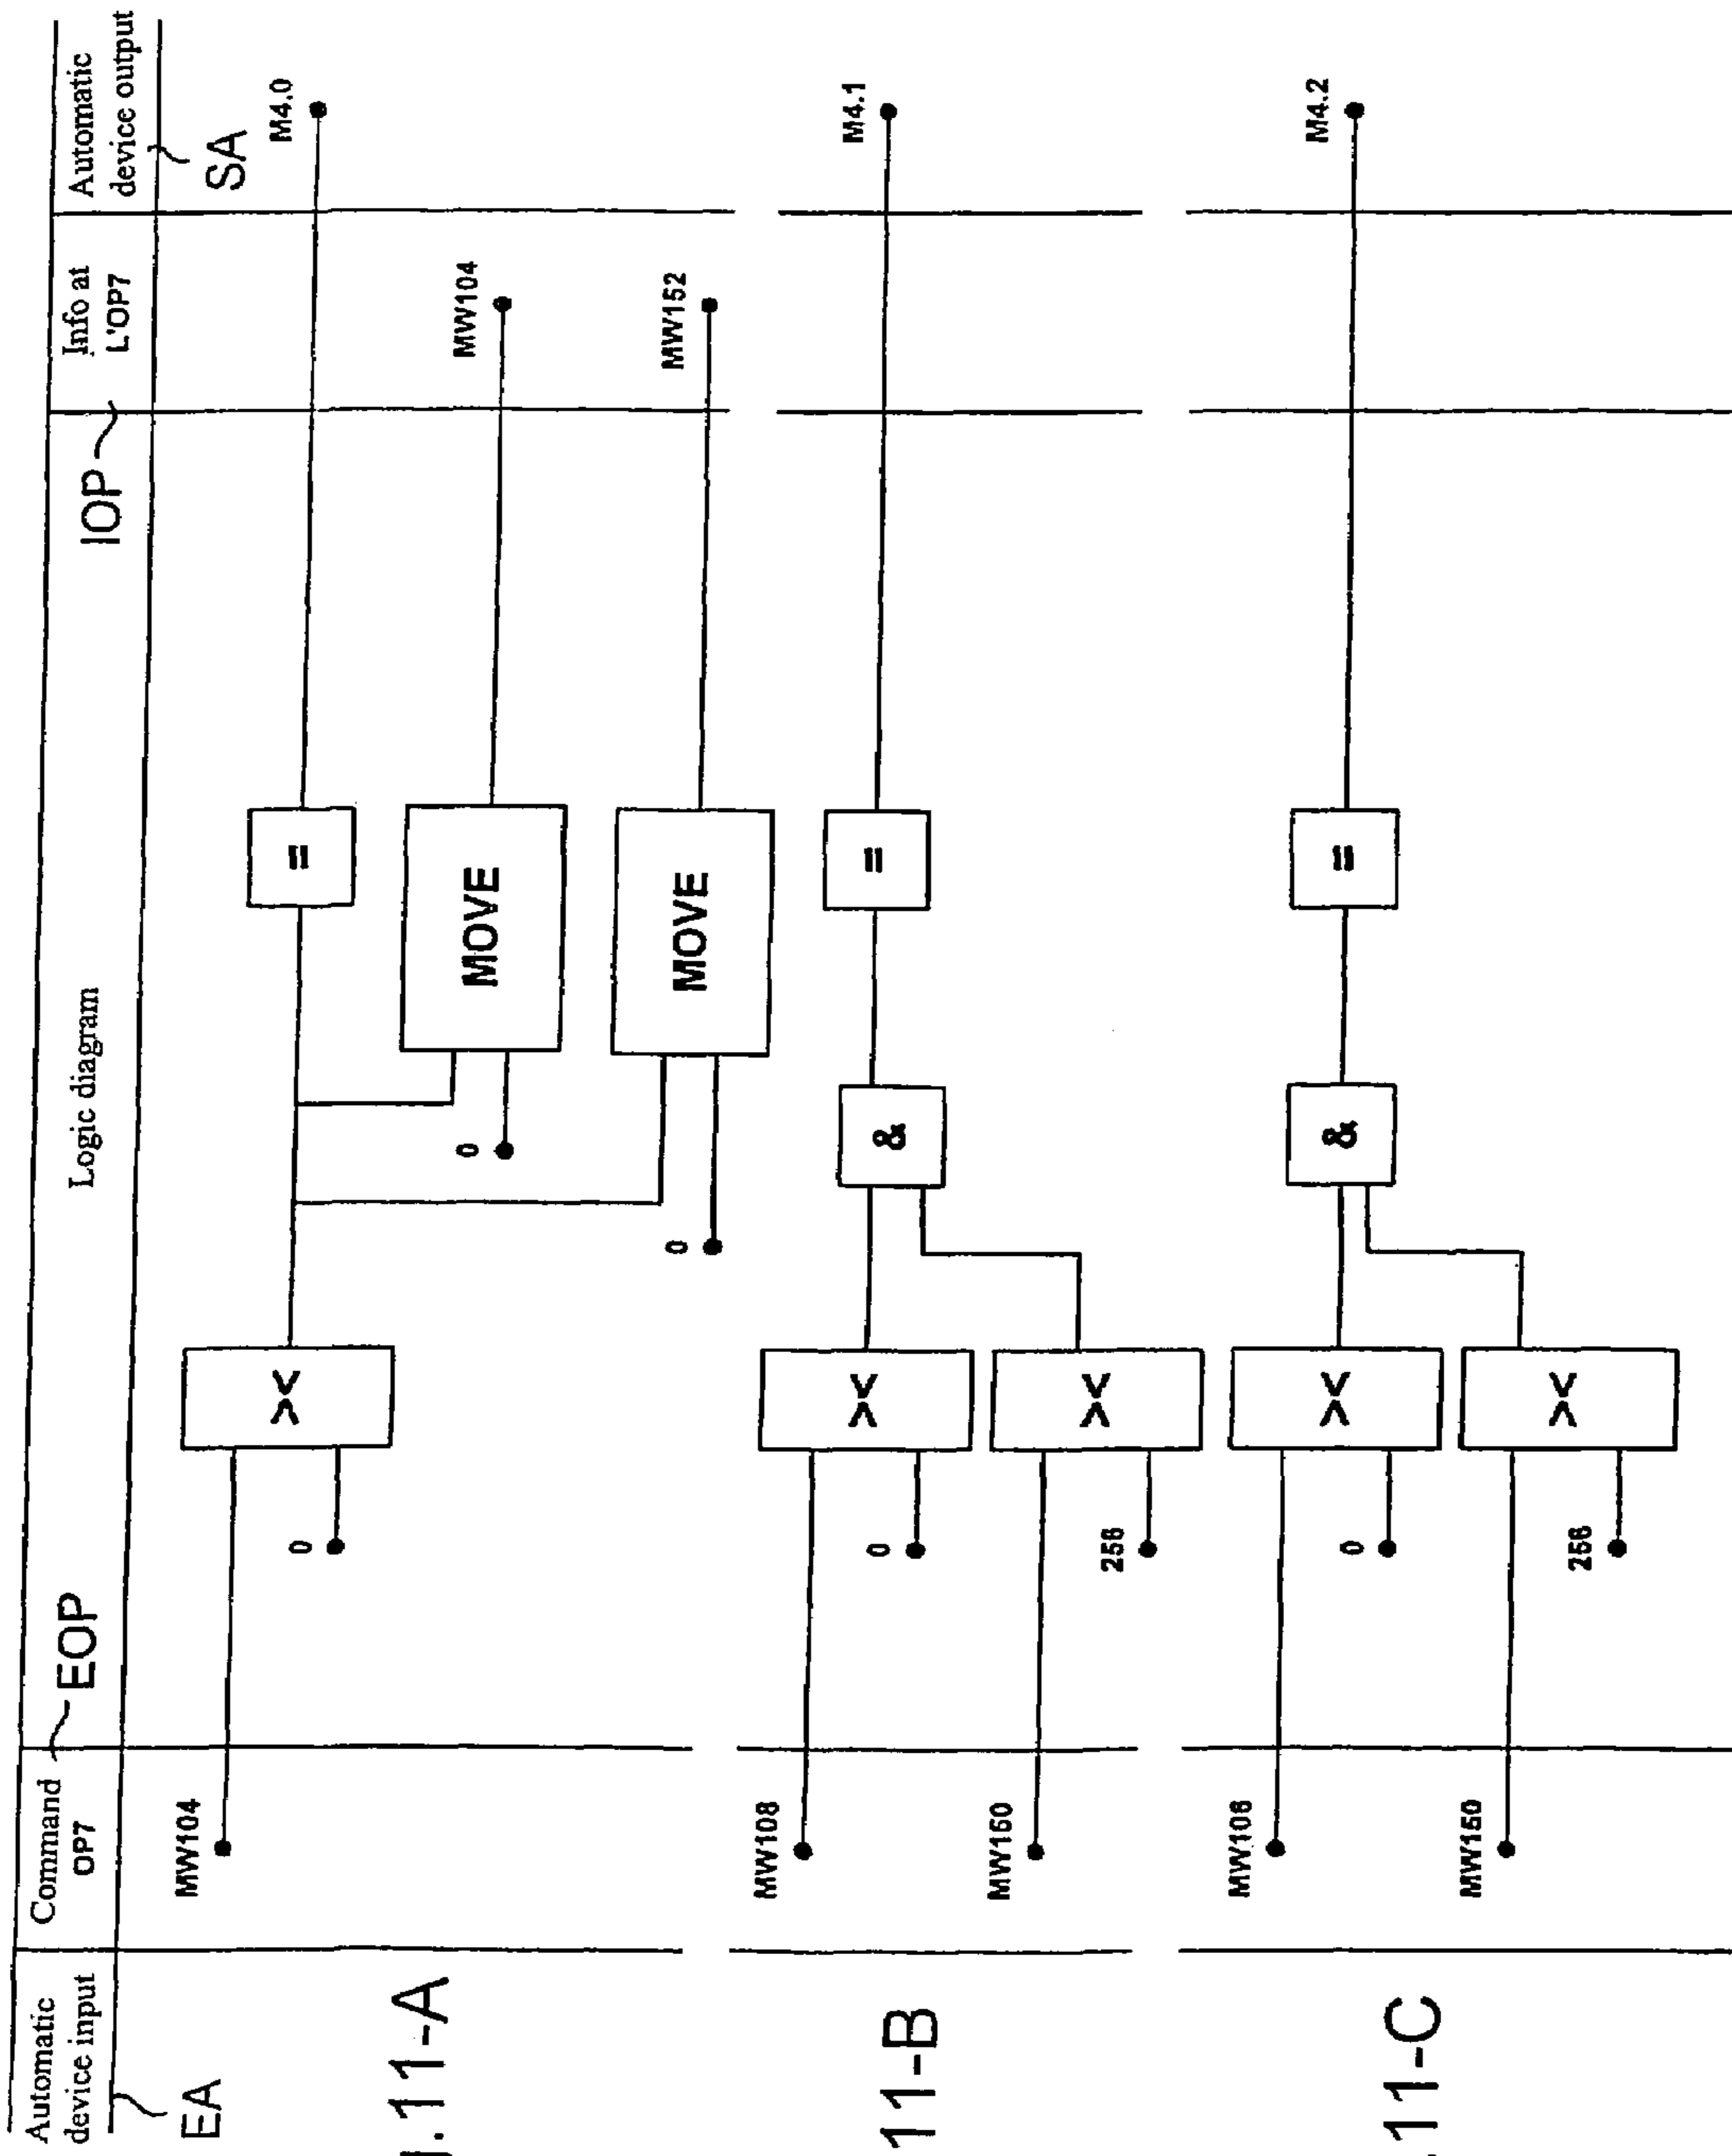 Automatic
device input
Command
OP7
Logic diagram
Info at
L'OP7
Automatic
device output
EA
EOP
IOP
SA
.11-A
MW104
0
<>
0
0
=
MOVE
MOVE
M4.0
MW104
MW152
11-B
MW108
0
<>
MW160
256
<>
&
=
M4.1
.11-C
MW106
0
<>
MW150
256
<>
&
=
M4.2